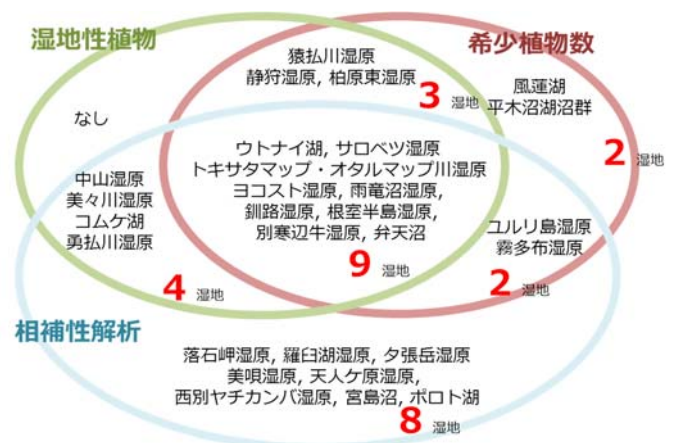 湿地性植物
希少植物数
猿払川湿原
静狩湿原, 柏原東湿原
3 湿地
風蓮湖
平木沼湖沼群
2 湿地
なし
ウトナイ湖, サロベツ湿原
トキサタマップ・オタルマップ川湿原
ヨコスト湿原, 雨竜沼湿原,
釧路湿原, 根室半島湿原,
別寒辺牛湿原, 弁天沼
9 湿地
中山湿原
美々川湿原
コムケ湖
勇払川湿原
4 湿地
ユルリ島湿原
霧多布湿原
2 湿地
相補性解析
落石岬湿原, 羅臼湖湿原, 夕張岳湿原
美唄湿原, 天人ケ原湿原,
西別ヤチカンバ湿原, 宮島沼, ポロト湖
8 湿地